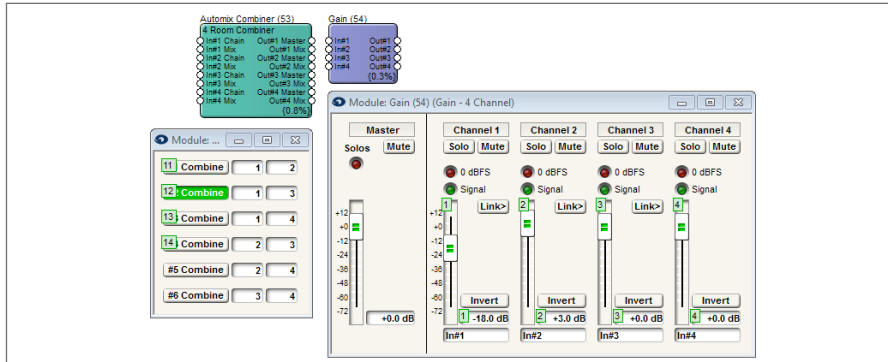 Automix Combiner (53)
4 Room Combiner
In#1 Chain Out#1 Master
In#1 Mix Out#1 Mix
In#2 Chain Out#2 Master
In#2 Mix Out#2 Mix
In#3 Chain Out#3 Master
In#3 Mix Out#3 Mix
In#4 Chain Out#4 Master
In#4 Mix Out#4 Mix
{0.8%}
Gain (54)
In#1 Out#1
In#2 Out#2
In#3 Out#3
In#4 Out#4
{0.3%}
Module: ...
11 Combine 1 2
12 Combine 1 3
13 Combine 1 4
14 Combine 2 3
#5 Combine 2 4
#6 Combine 3 4
Module: Gain (54) (Gain - 4 Channel)
Master
Solos Mute
+12
+0
-12
-24
-36
-48
-60
-72
+0.0 dB
Channel 1
Solo Mute
0 dBFS
Signal
1 Link>
+12
+0
-12
-24
-36
-48
-60
-72
Invert
1 -18.0 dB
In#1
Channel 2
Solo Mute
0 dBFS
Signal
2 Link>
Invert
2 +3.0 dB
In#2
Channel 3
Solo Mute
0 dBFS
Signal
3 Link>
Invert
3 +0.0 dB
In#3
Channel 4
Solo Mute
0 dBFS
Signal
4
Invert
4 +0.0 dB
In#4